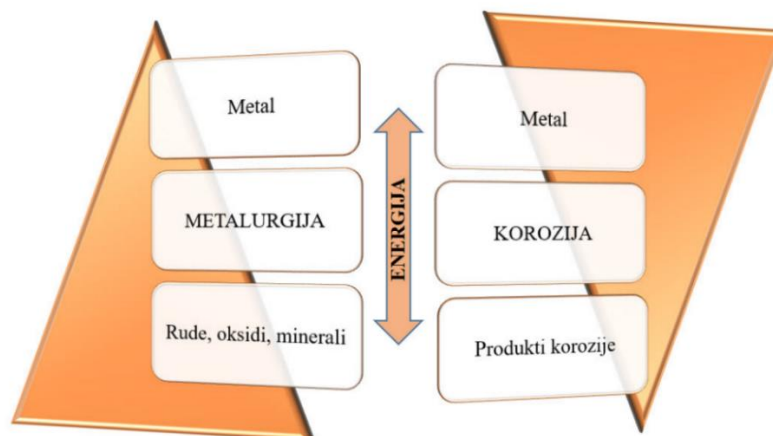 Metal
METALURGIJA
Rude, oksidi, minerali
ENERGIJA
Metal
KOROZIJA
Produkti korozije